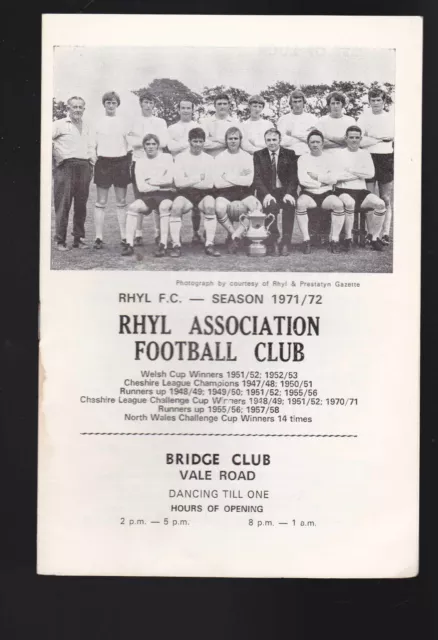 Photograph by courtesy of Rhyl & Prestatyn Gazette
RHYL F.C. — SEASON 1971/72
RHYL ASSOCIATION
FOOTBALL CLUB
Welsh Cup Winners 1951/52; 1952/53
Cheshire League Champions 1947/48; 1950/51
Runners up 1948/49; 1949/50; 1951/52; 1955/56
Cheshire League Challenge Cup Winners 1948/49; 1951/52; 1970/71
Runners up 1955/56; 1957/58
North Wales Challenge Cup Winners 14 times
BRIDGE CLUB
VALE ROAD
DANCING TILL ONE
HOURS OF OPENING
2 p.m. — 5 p.m. 8 p.m. — 1 a.m.